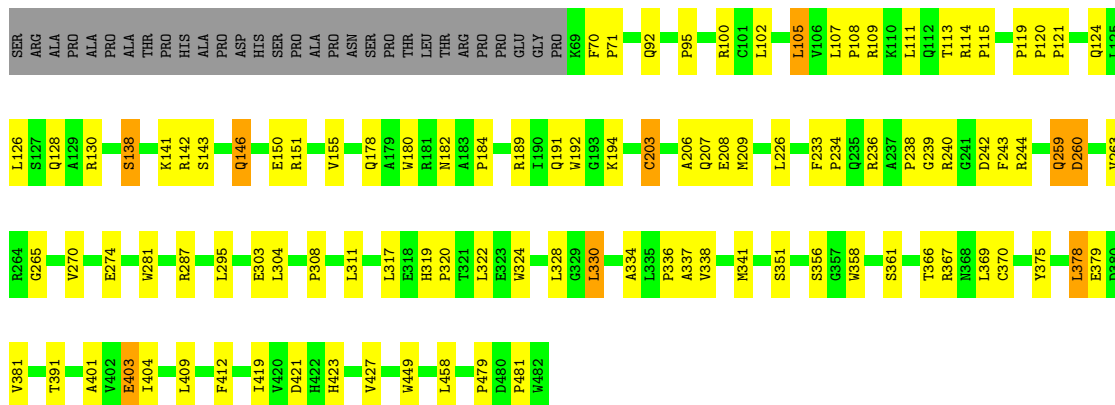 SER ARG ALA PRO ALA PRO ALA THR PRO HIS ALA PRO ASP HIS SER PRO ALA PRO ASN SER PRO THR LEU THR ARG PRO PRO GLU GLY PRO K69 F70 P71 Q92 P95 R100 C101 L102 L105 V106 L107 P108 R109 K110 L111 Q112 T113 R114 P115 P119 P120 P121 Q124
L126 S127 Q128 A129 R130 S138 K141 R142 S143 Q146 E150 R151 V155 Q178 A179 W180 R181 N182 A183 P184 R189 I190 Q191 W192 G193 K194 C203 A206 Q207 E208 M209 L226 F233 P234 Q235 R236 A237 P238 G239 R240 G241 D242 F243 R244 Q259 D260
R264 G265 V270 E274 W281 R287 L295 E303 L304 P308 L311 L317 E318 H319 P320 T321 L322 E323 W324 L328 G329 L330 A334 L335 P336 A337 V338 M341 S351 S356 G357 W358 S361 T366 R367 N368 L369 C370 Y375 L378 E379 D380
V381 T391 A401 V402 E403 I404 L409 F412 I419 V420 D421 H422 H423 V427 W449 L458 P479 D480 P481 W482